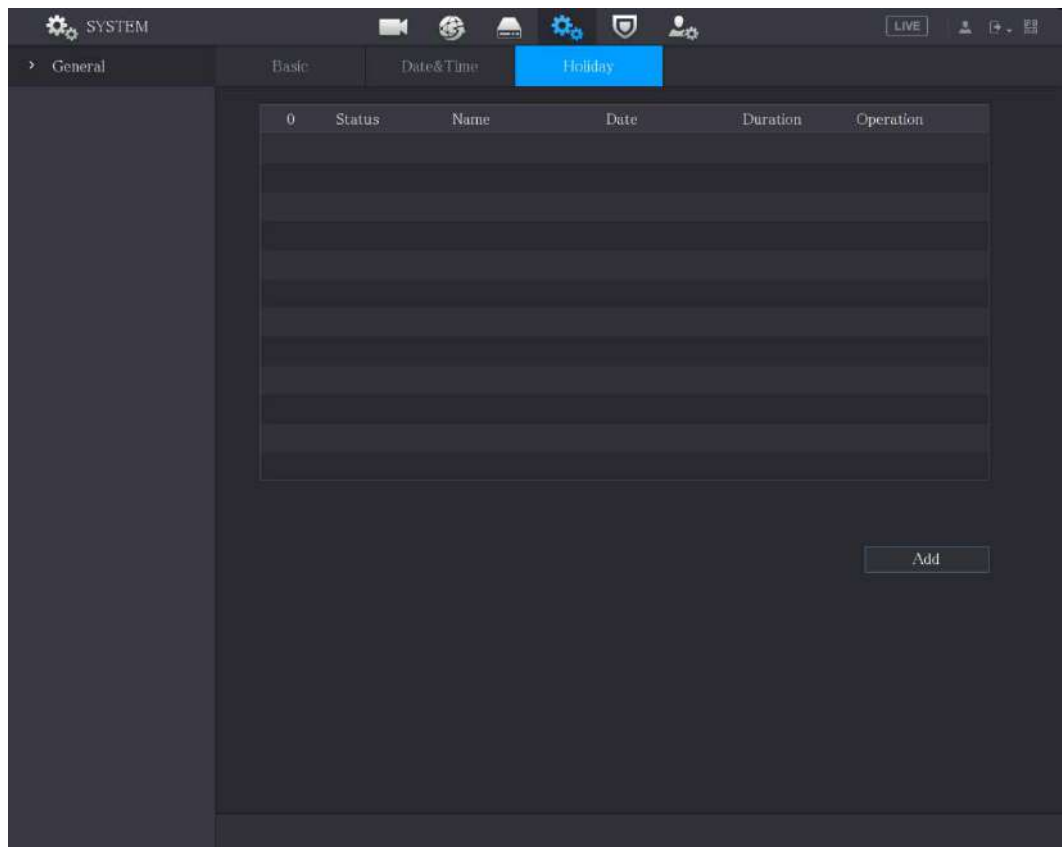 SYSTEM LIVE
General Basic Date&Time Holiday
0 Status Name Date Duration Operation
Add